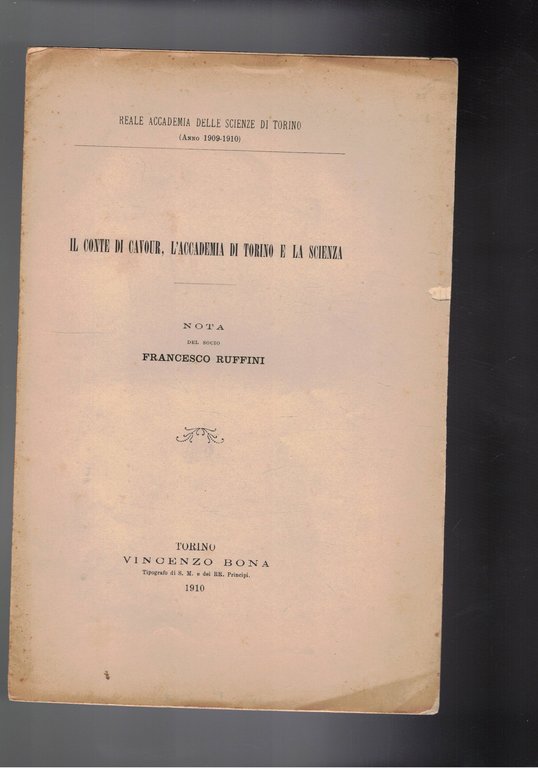 REALE ACCADEMIA DELLE SCIENZE DI TORINO
(Anno 1909-1910)
IL CONTE DI CAVOUR, L'ACCADEMIA DI TORINO E LA SCIENZA
NOTA
DEL SOCIO
FRANCESCO RUFFINI
TORINO
VINCENZO BONA
Tipografo di S. M. e dei RR. Principi.
1910